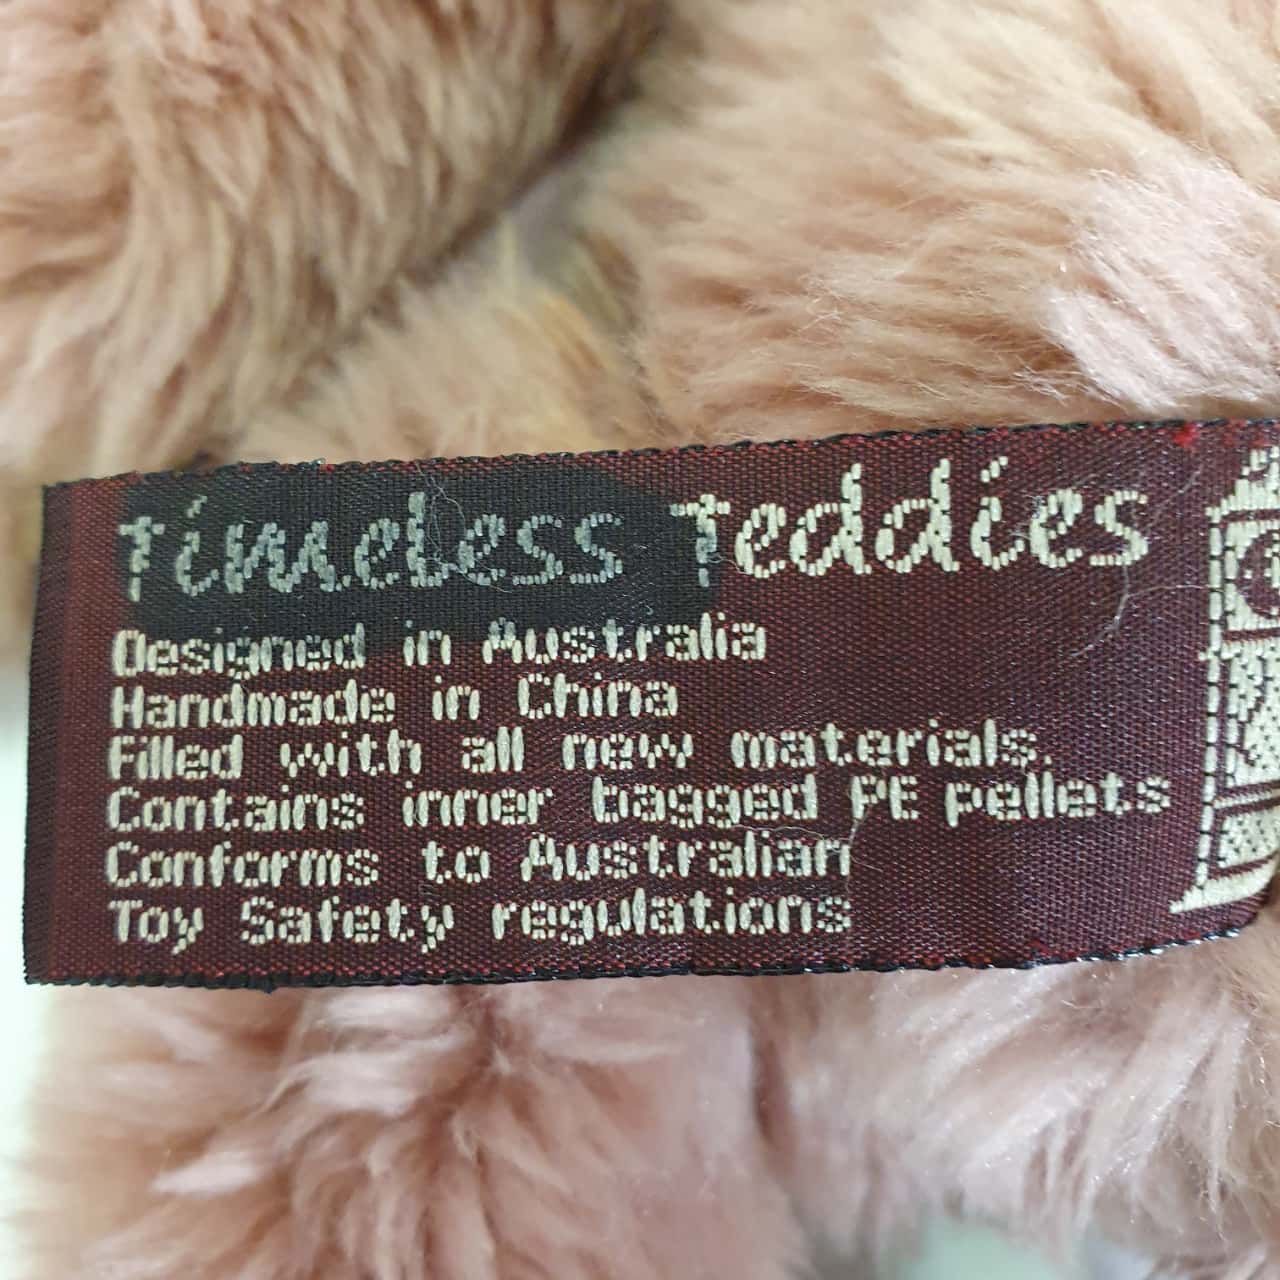 Timeless Teddies
Designed in Australia
Handmade in China
Filled with all new materials.
Contains inner bagged PE pellets
Conforms to Australian
Toy Safety regulations